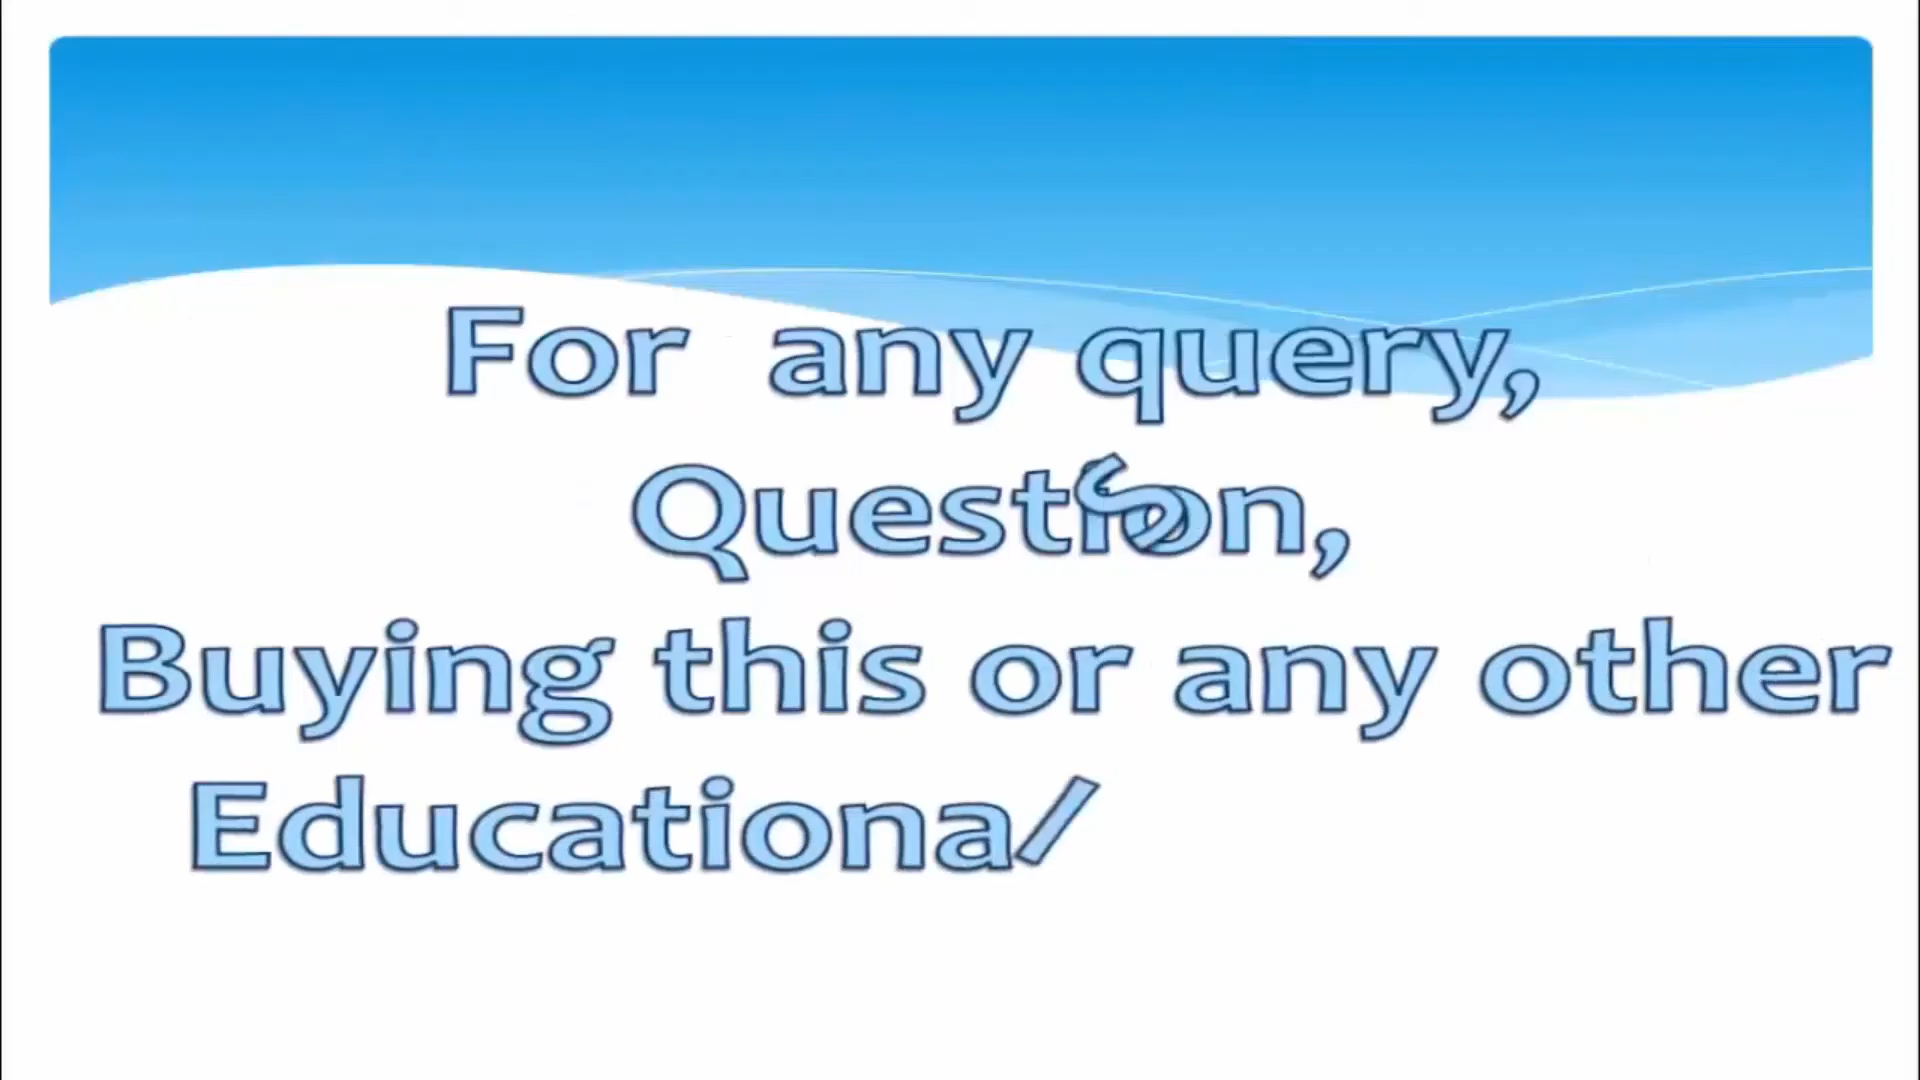 For any query,
Question,
Buying this or any other
Educational